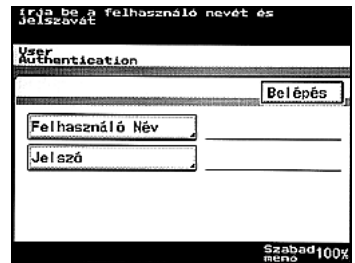 írja be a felhasználó nevét és
jelszavát
User
Authentication
Belépés
Felhasználó Név
Jelszó
Szabad
memó 100%